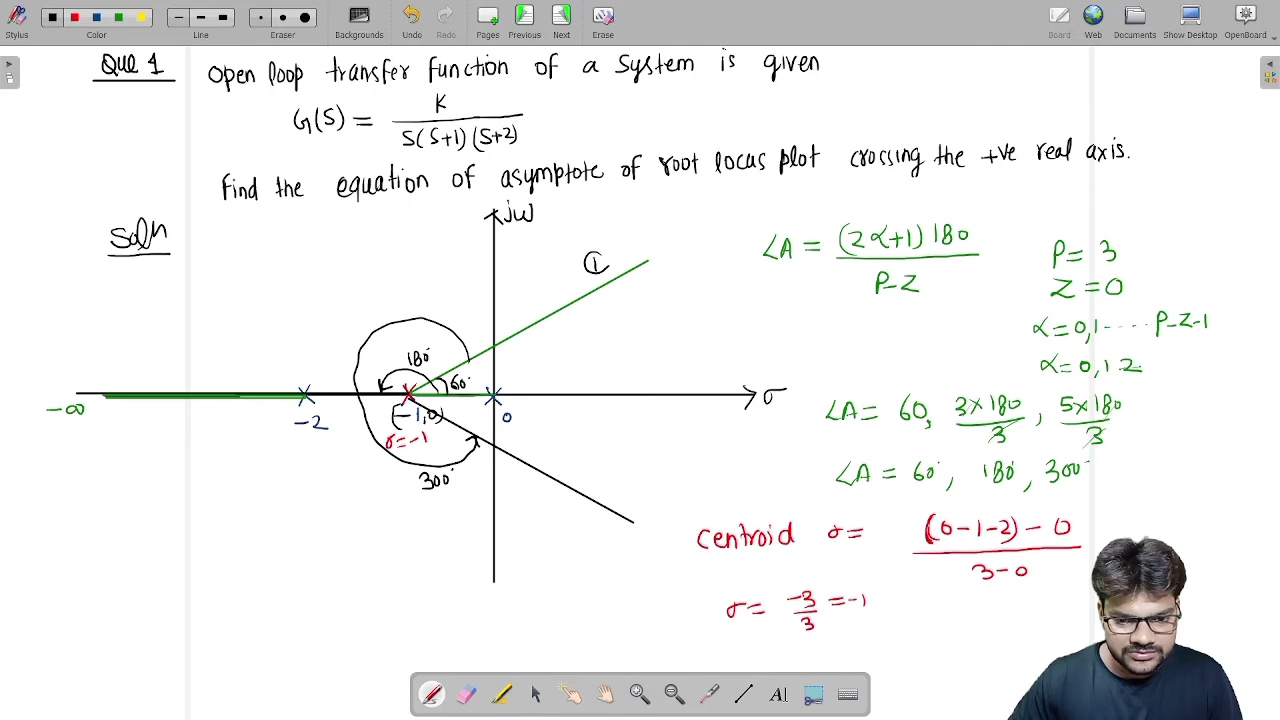 Stylus Color Line Eraser Backgrounds Undo Redo Pages Previous Next Erase Board Web Documents Show Desktop OpenBoard
Que 1 Open loop transfer function of a system is given
G(S) = K / S(S+1)(S+2)
Find the equation of asymptote of root locus plot crossing the +ve real axis.
Soln
jω
①
∠A = (2α+1)180 / P-Z
P = 3
Z = 0
α = 0,1 ---- P-Z-1
α = 0,1 2
180°
60°
-∞
-2
(-1,0)
0
σ
σ=-1
300°
∠A = 60, 3×180/3, 5×180/3
∠A = 60°, 180°, 300°
Centroid σ = (0-1-2) - 0 / 3-0
σ = -3/3 = -1
AI